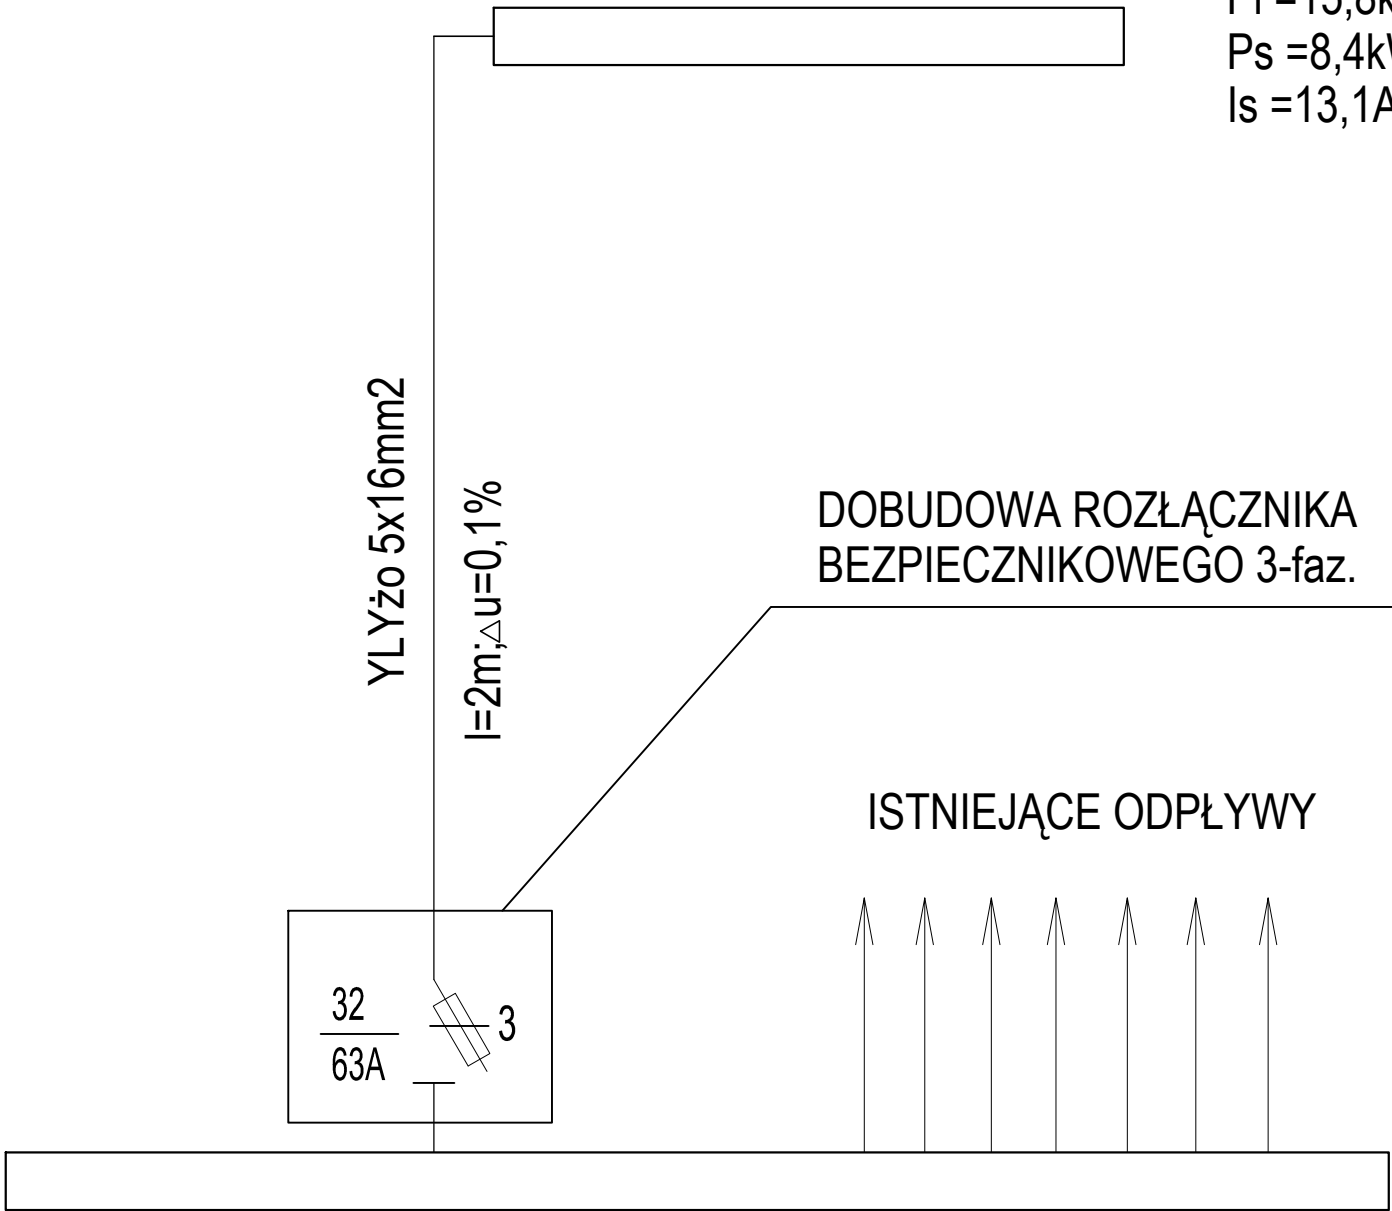 Ps =8,4k
Is =13,1A
YLYżo 5x16mm2
l=2m;△u=0,1%
DOBUDOWA ROZŁĄCZNIKA
BEZPIECZNIKOWEGO 3-faz.
ISTNIEJĄCE ODPŁYWY
32
63A
3